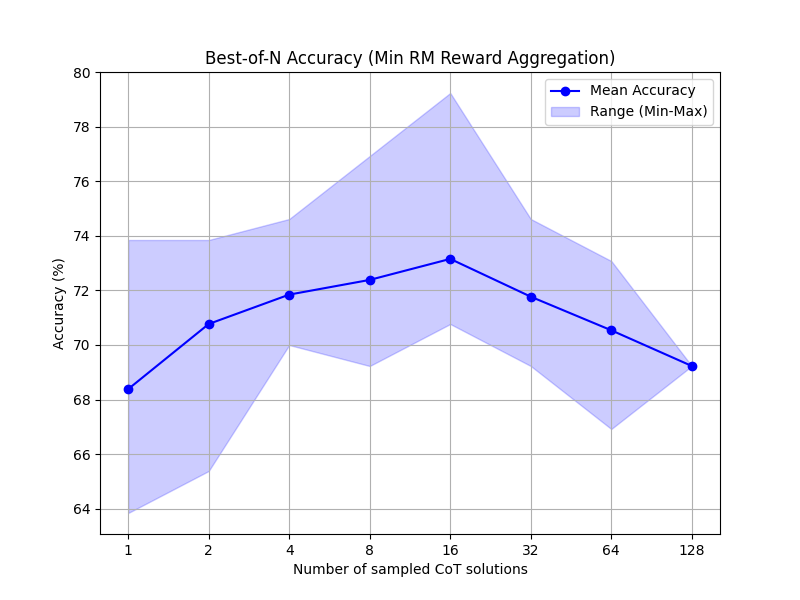 Best-of-N Accuracy (Min RM Reward Aggregation)
Mean Accuracy
Range (Min-Max)
Accuracy (%)
80
78
76
74
72
70
68
66
64
1 2 4 8 16 32 64 128
Number of sampled CoT solutions